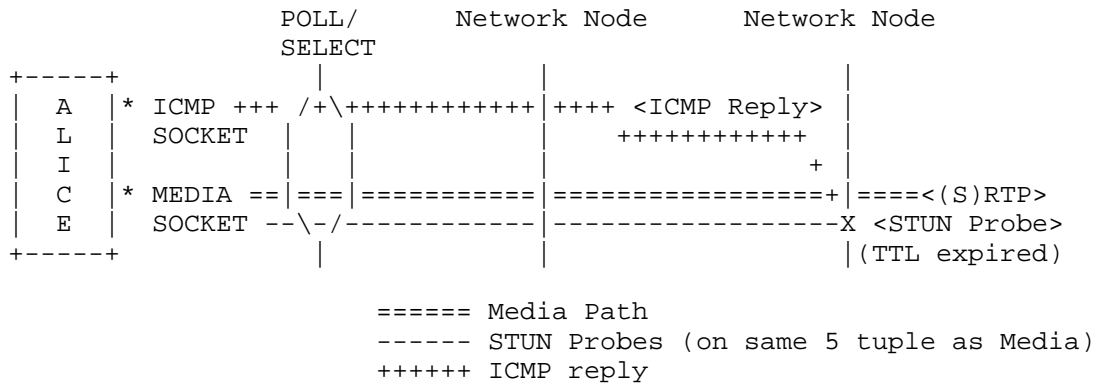 POLL/        Network Node       Network Node
                      SELECT
+-----+                  |                 |                       |
|  A  |* ICMP +++ /+\++++++++++++|++++ <ICMP Reply> |
|  L  |  SOCKET  |   |            |     ++++++++++++  |
|  I  |          |   |            |                 + |
|  C  |* MEDIA ==|===|============|==================+|====<(S)RTP>
|  E  |  SOCKET --\-/------------|------------------X <STUN Probe>
+-----+                  |                 |                       |(TTL expired)
====== Media Path
------ STUN Probes (on same 5 tuple as Media)
++++++ ICMP reply